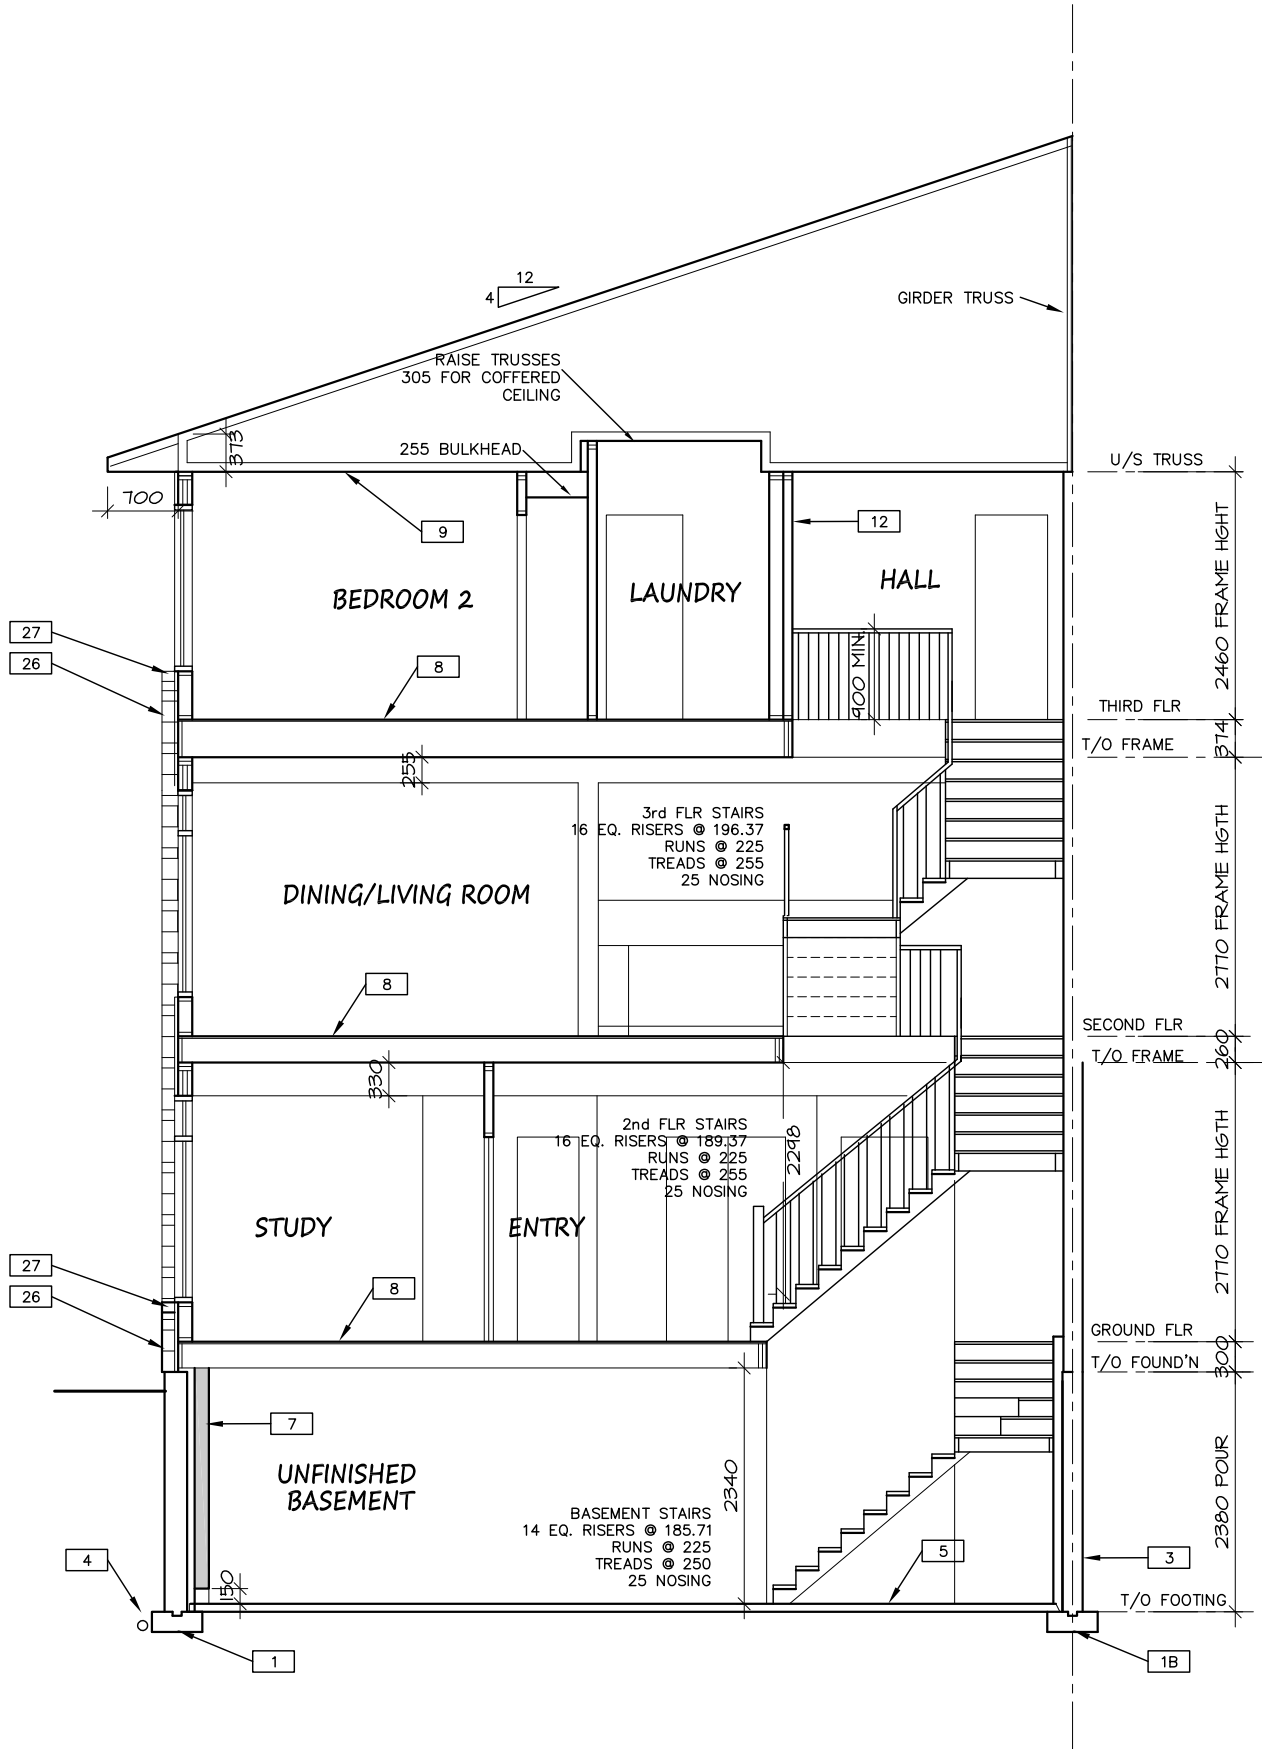 12
4
GIRDER TRUSS
RAISE TRUSSES
305 FOR COFFERED
CEILING
373
255 BULKHEAD
U/S TRUSS
700
9
12
2460 FRAME HGHT
BEDROOM 2
LAUNDRY
HALL
27
26
8
900 MIN.
THIRD FLR
374
T/O FRAME
255
3rd FLR STAIRS
16 EQ. RISERS @ 196.37
RUNS @ 225
TREADS @ 255
25 NOSING
DINING/LIVING ROOM
2770 FRAME HGTH
8
SECOND FLR
260
T/O FRAME
330
2nd FLR STAIRS
16 EQ. RISERS @ 189.37
RUNS @ 225
TREADS @ 255
25 NOSING
2298
2770 FRAME HGTH
STUDY
ENTRY
27
26
8
GROUND FLR
300
T/O FOUND'N
7
UNFINISHED
BASEMENT
2340
2380 POUR
BASEMENT STAIRS
14 EQ. RISERS @ 185.71
RUNS @ 225
TREADS @ 250
25 NOSING
4
5
3
150
T/O FOOTING
1
1B